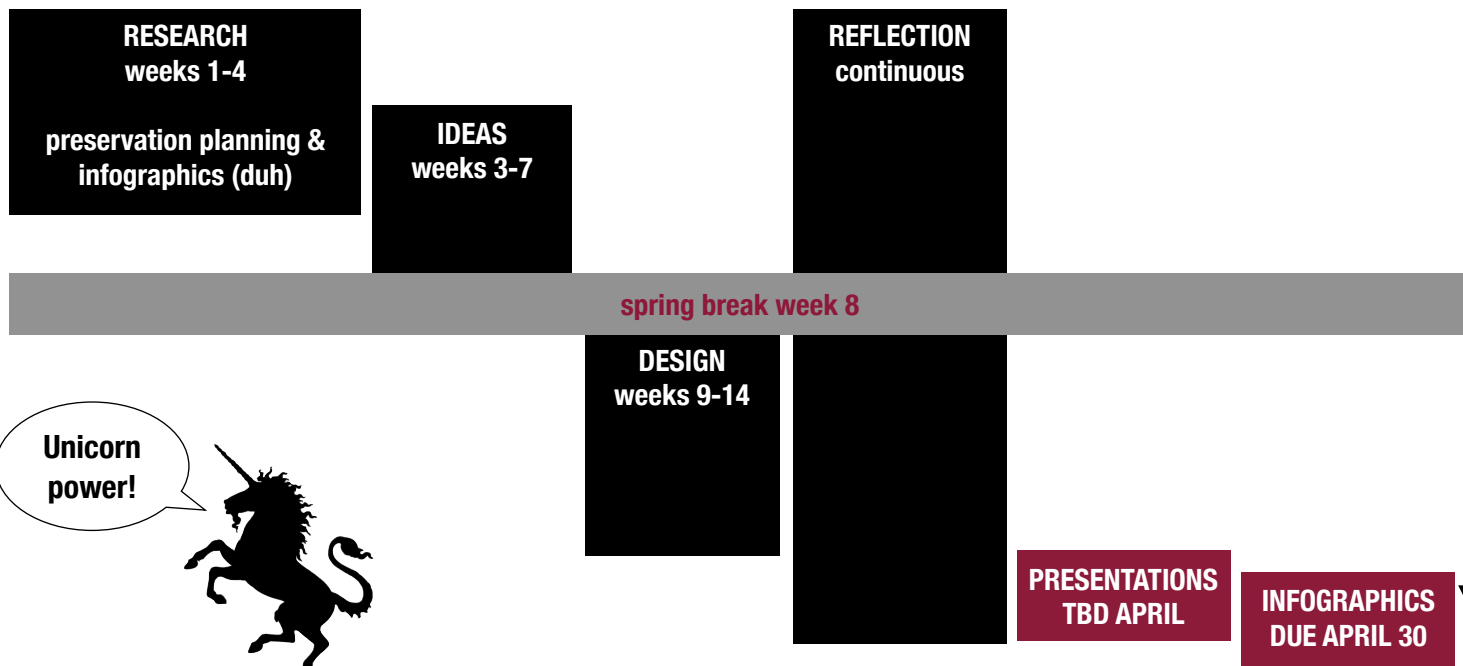 RESEARCH
weeks 1-4
preservation planning &
infographics (duh)
IDEAS
weeks 3-7
REFLECTION
continuous
spring break week 8
DESIGN
weeks 9-14
Unicorn
power!
PRESENTATIONS
TBD APRIL
INFOGRAPHICS
DUE APRIL 30